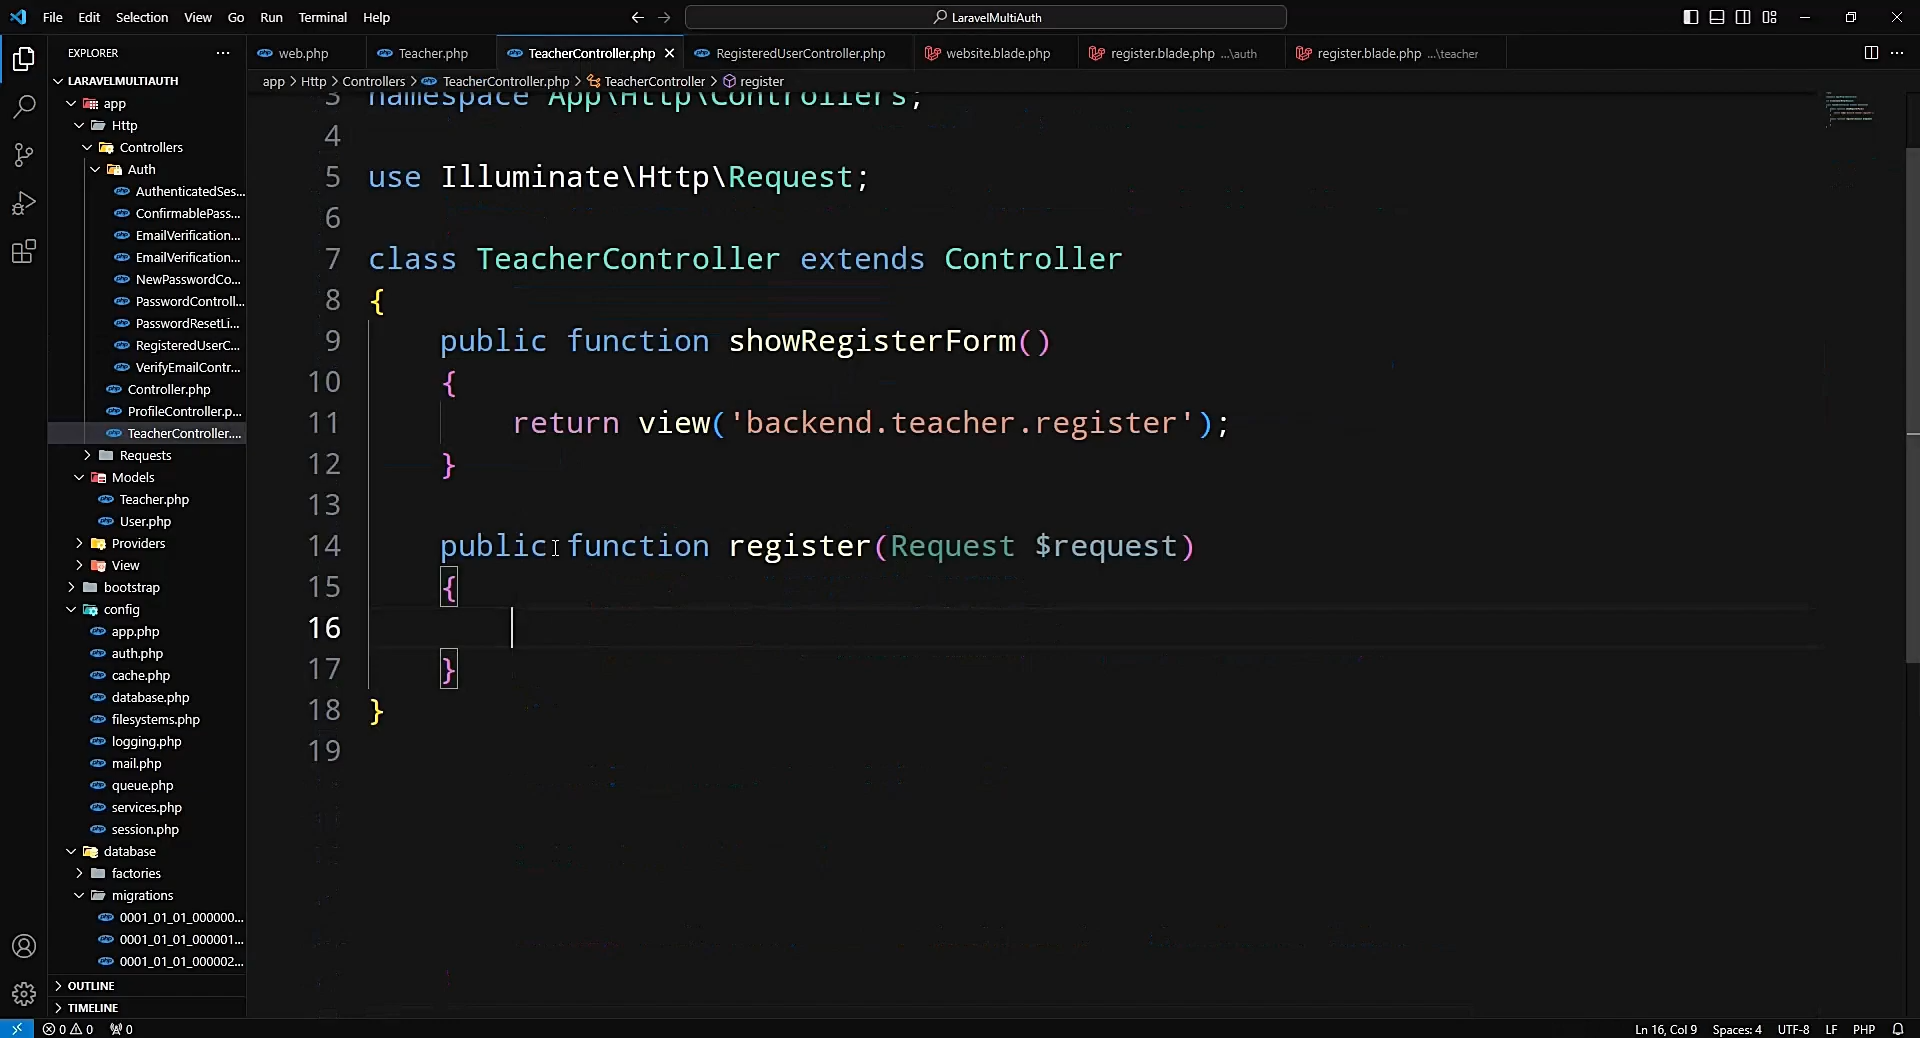 File Edit Selection View Go Run Terminal Help
LaravelMultiAuth
EXPLORER
web.php
Teacher.php
TeacherController.php
RegisteredUserController.php
website.blade.php
register.blade.php ...\auth
register.blade.php ...\teacher
app > Http > Controllers > TeacherController.php > TeacherController > register
LARAVELMULTIAUTH
app
Http
Controllers
Auth
AuthenticatedSes...
ConfirmablePass...
EmailVerification...
EmailVerification...
NewPasswordCo...
PasswordControll...
PasswordResetLi...
RegisteredUserC...
VerifyEmailContr...
Controller.php
ProfileController.p...
TeacherController....
Requests
Models
Teacher.php
User.php
Providers
View
bootstrap
config
app.php
auth.php
cache.php
database.php
filesystems.php
logging.php
mail.php
queue.php
services.php
session.php
database
factories
migrations
0001_01_01_000000...
0001_01_01_000001...
0001_01_01_000002...
OUTLINE
TIMELINE
3 namespace App\Http\Controllers;
4
5 use Illuminate\Http\Request;
6
7 class TeacherController extends Controller
8 {
9 public function showRegisterForm()
10 {
11 return view('backend.teacher.register');
12 }
13
14 public function register(Request $request)
15 {
16
17 }
18 }
19
0 0 0
Ln 16, Col 9 Spaces: 4 UTF-8 LF PHP